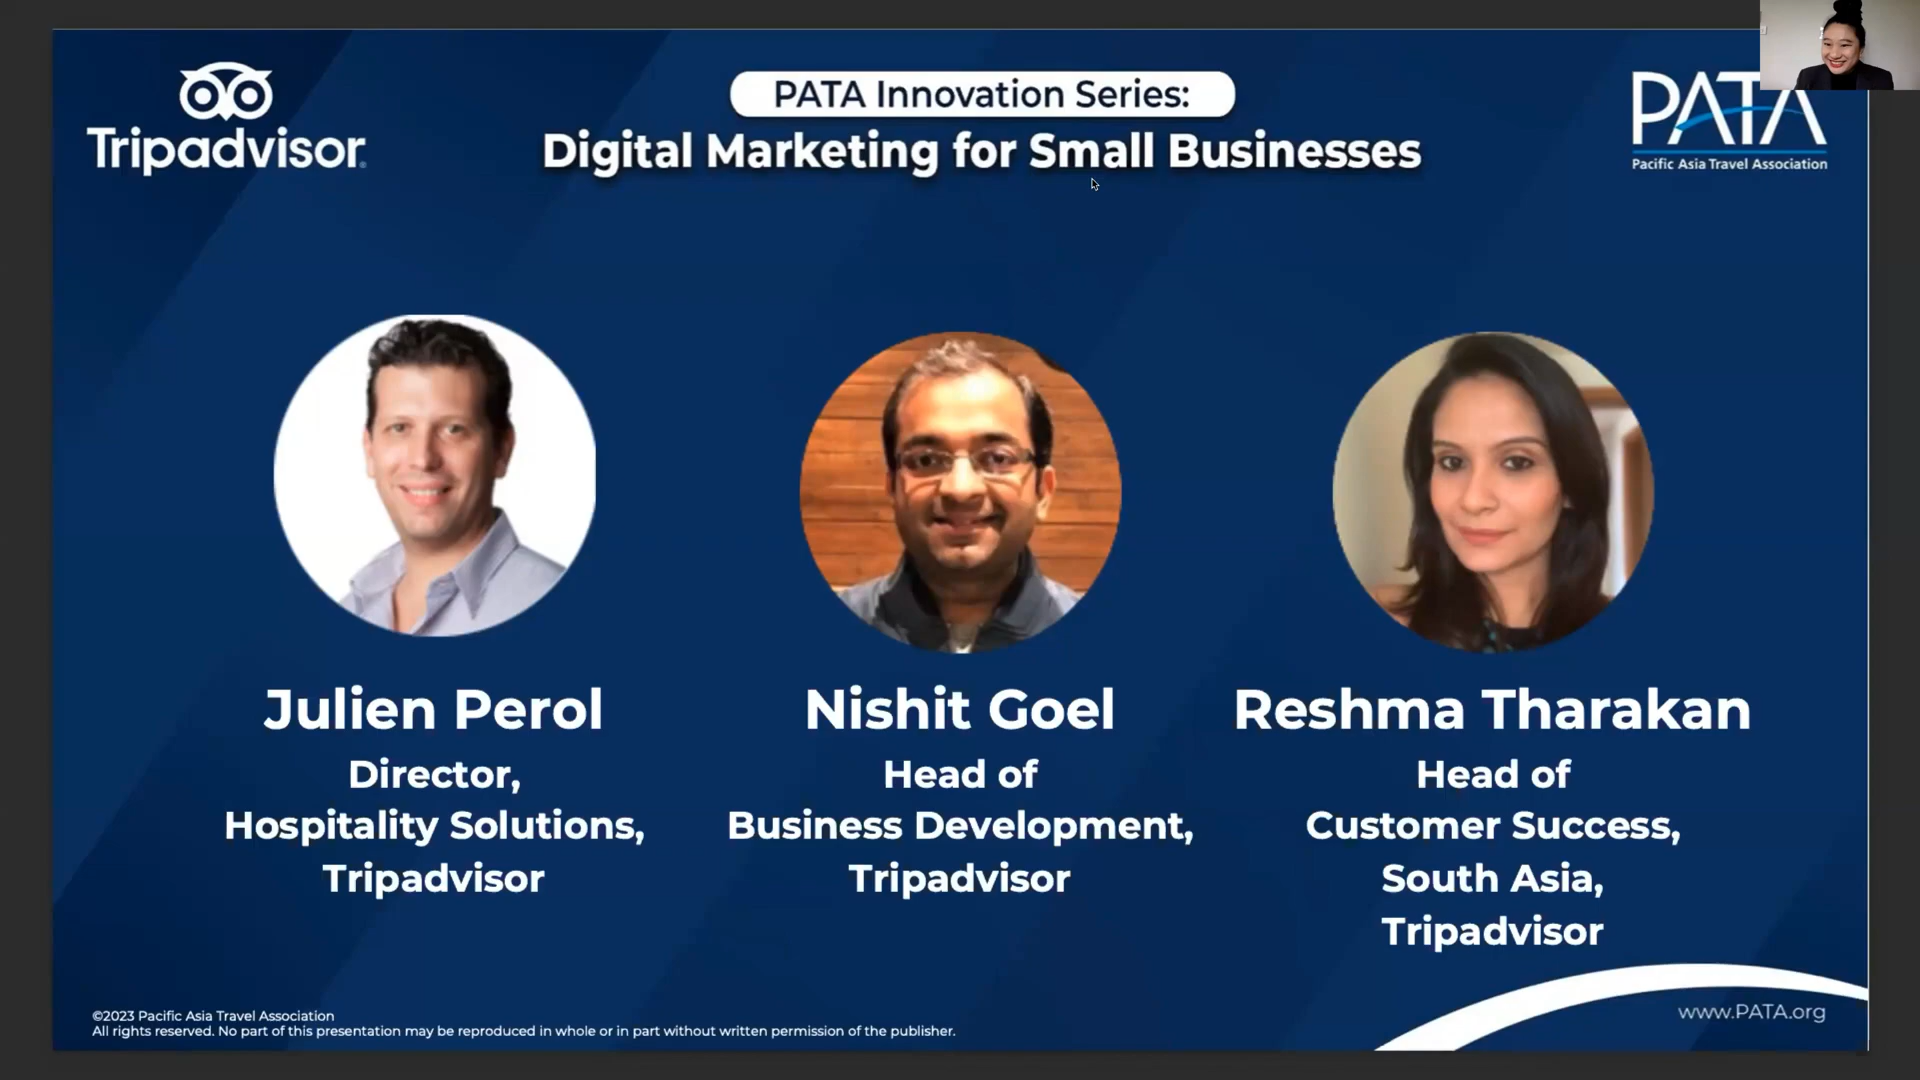 Tripadvisor
PATA Innovation Series:
Digital Marketing for Small Businesses
PATA
Pacific Asia Travel Association
Julien Perol
Director,
Hospitality Solutions,
Tripadvisor
Nishit Goel
Head of
Business Development,
Tripadvisor
Reshma Tharakan
Head of
Customer Success,
South Asia,
Tripadvisor
©2023 Pacific Asia Travel Association
All rights reserved. No part of this presentation may be reproduced in whole or in part without written permission of the publisher.
www.PATA.org